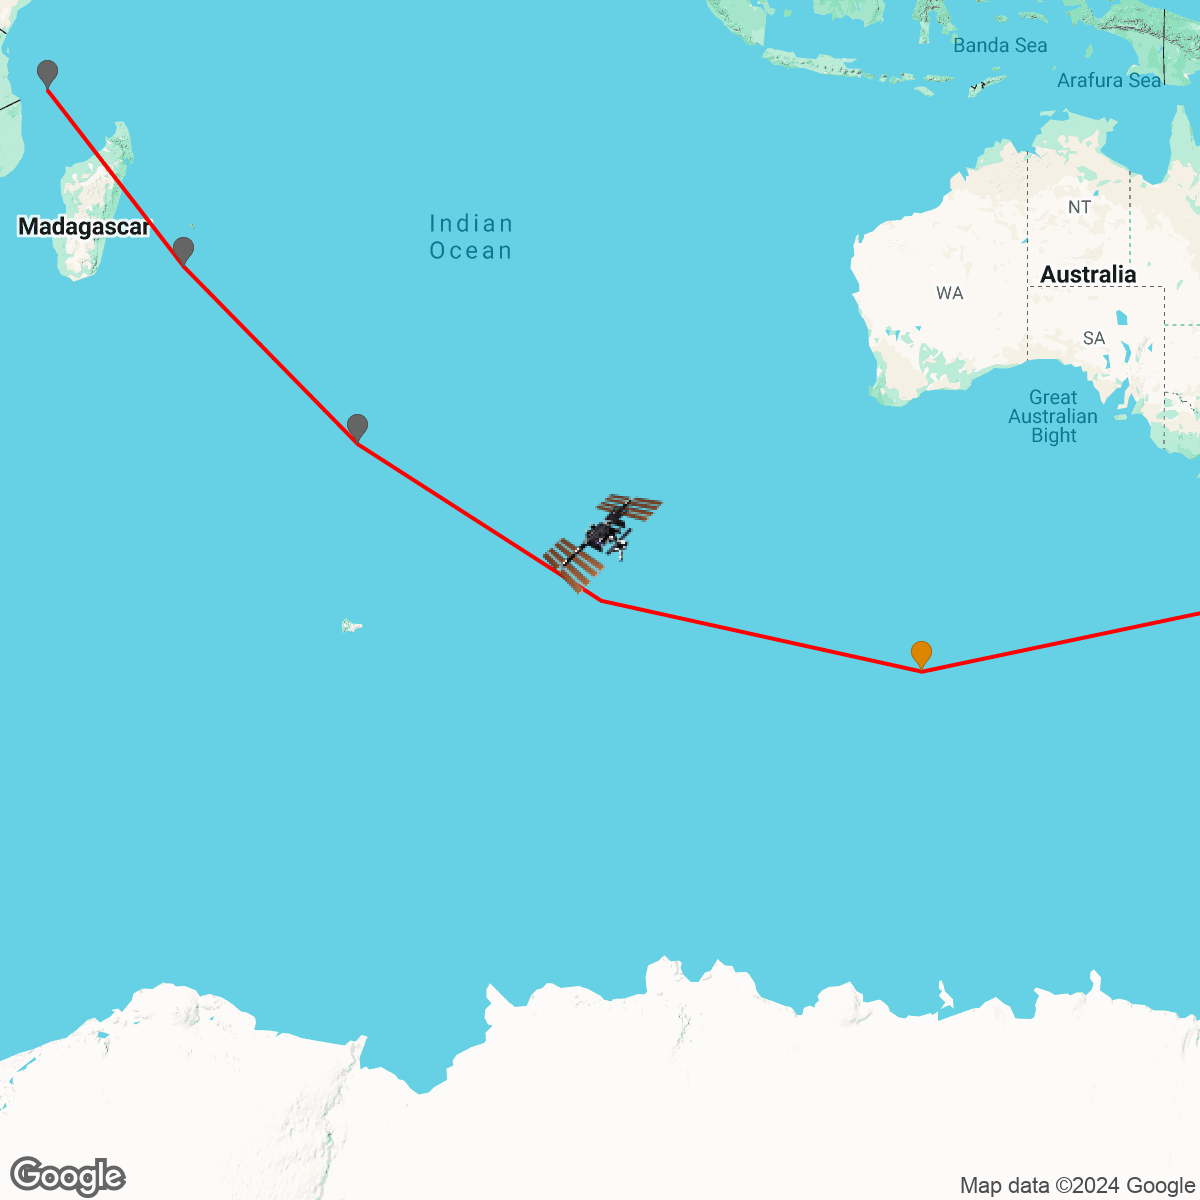 Banda Sea
Arafura Sea
NT
Madagascar
Indian
Ocean
Australia
WA
SA
Great
Australian
Bight
Google
Map data ©2024 Google